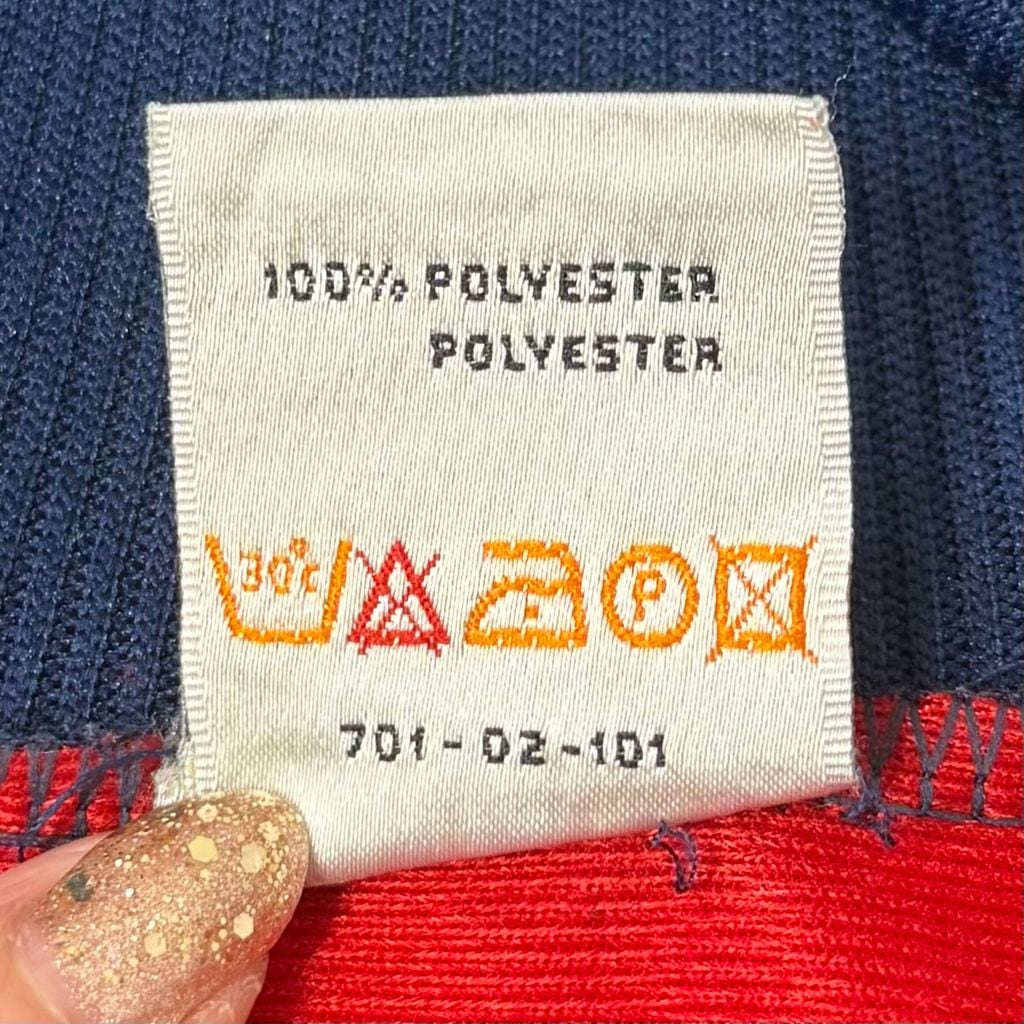 100% POLYESTER
POLYESTER
30°C
P
701-02-101